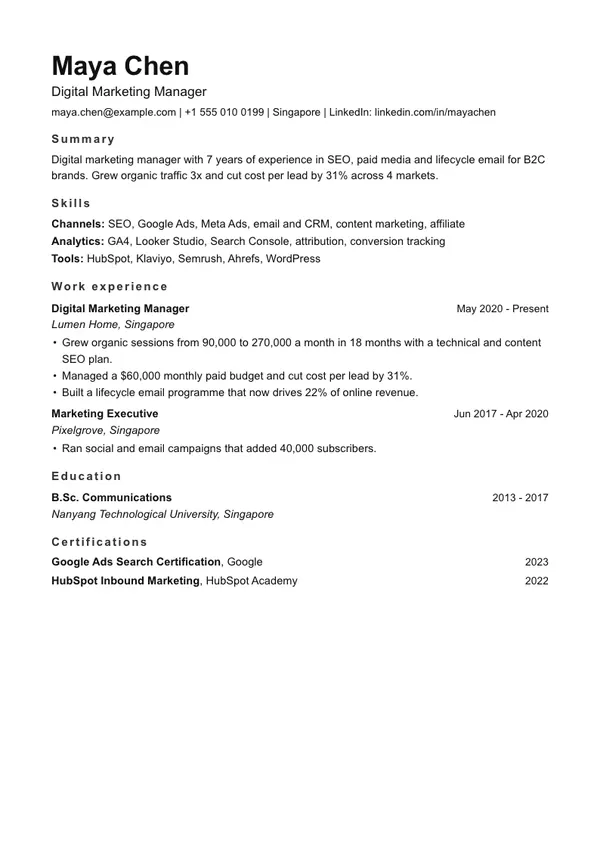 Maya Chen
Digital Marketing Manager
maya.chen@example.com | +1 555 010 0199 | Singapore | LinkedIn: linkedin.com/in/mayachen
Summary
Digital marketing manager with 7 years of experience in SEO, paid media and lifecycle email for B2C
brands. Grew organic traffic 3x and cut cost per lead by 31% across 4 markets.
Skills
Channels: SEO, Google Ads, Meta Ads, email and CRM, content marketing, affiliate
Analytics: GA4, Looker Studio, Search Console, attribution, conversion tracking
Tools: HubSpot, Klaviyo, Semrush, Ahrefs, WordPress
Work experience
Digital Marketing Manager May 2020 - Present
Lumen Home, Singapore
• Grew organic sessions from 90,000 to 270,000 a month in 18 months with a technical and content
SEO plan.
• Managed a $60,000 monthly paid budget and cut cost per lead by 31%.
• Built a lifecycle email programme that now drives 22% of online revenue.
Marketing Executive Jun 2017 - Apr 2020
Pixelgrove, Singapore
• Ran social and email campaigns that added 40,000 subscribers.
Education
B.Sc. Communications 2013 - 2017
Nanyang Technological University, Singapore
Certifications
Google Ads Search Certification, Google 2023
HubSpot Inbound Marketing, HubSpot Academy 2022